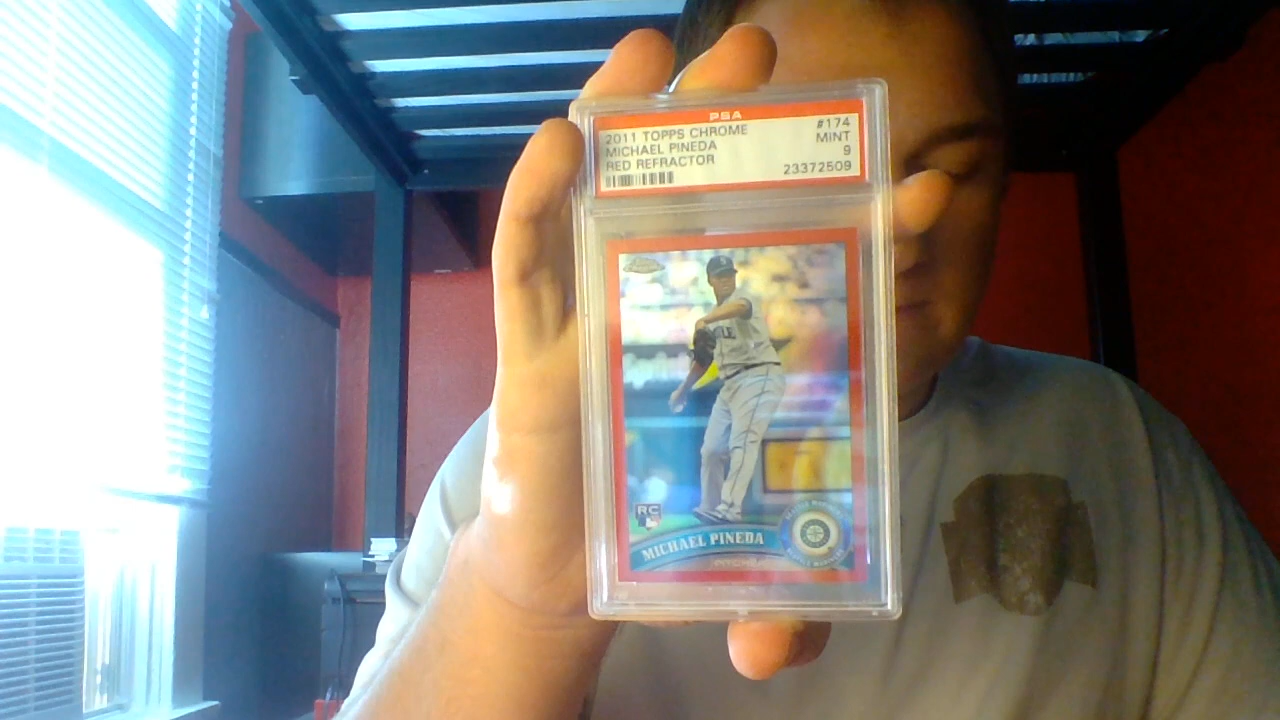 PSA
2011 TOPPS CHROME #174
MICHAEL PINEDA MINT
RED REFRACTOR 9
23372509
RC
MICHAEL PINEDA